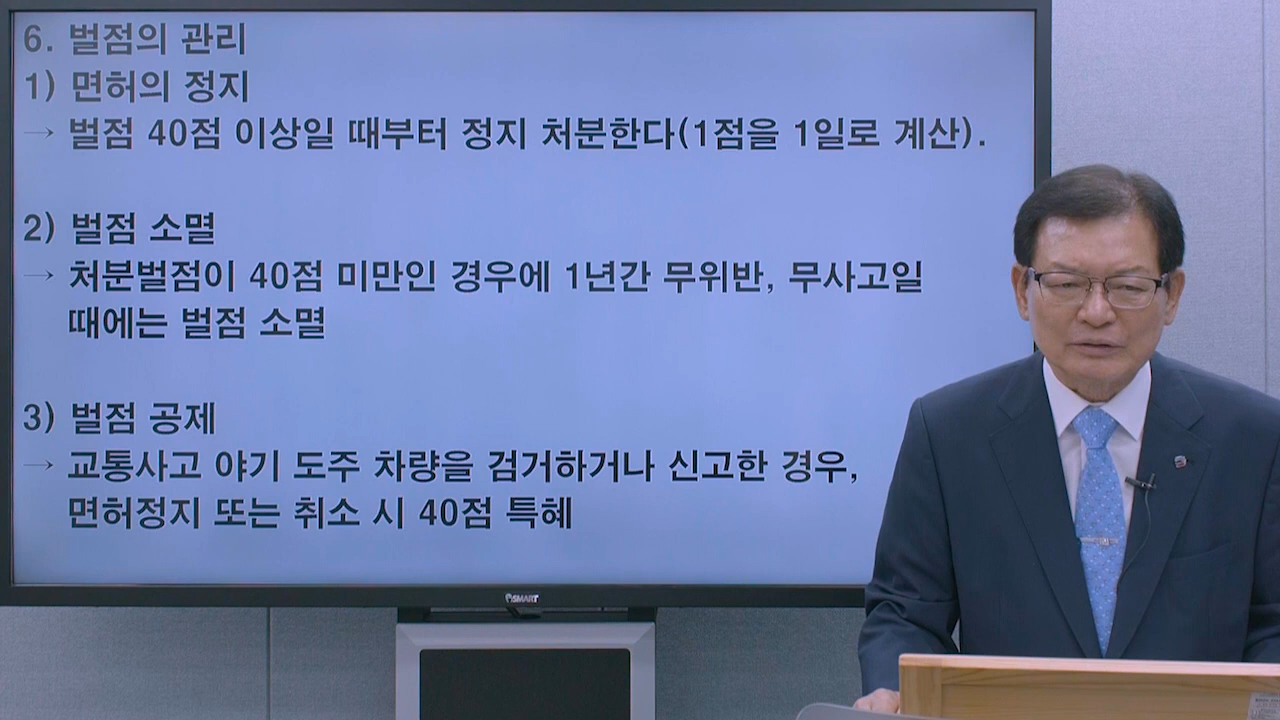 6. 벌점의 관리
1) 면허의 정지
→ 벌점 40점 이상일 때부터 정지 처분한다(1점을 1일로 계산).
2) 벌점 소멸
→ 처분벌점이 40점 미만인 경우에 1년간 무위반, 무사고일
때에는 벌점 소멸
3) 벌점 공제
→ 교통사고 야기 도주 차량을 검거하거나 신고한 경우,
면허정지 또는 취소 시 40점 특혜
SMART